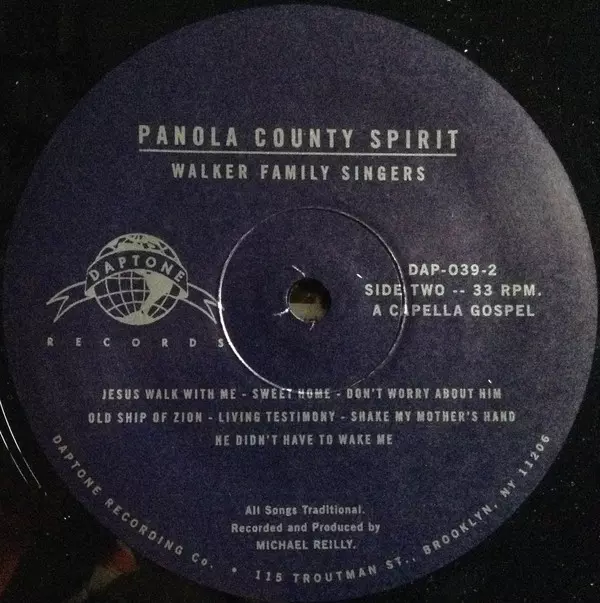 PANOLA COUNTY SPIRIT
WALKER FAMILY SINGERS
DAPTONE
RECORDS
DAP-039-2
SIDE TWO -- 33 RPM.
A CAPELLA GOSPEL
JESUS WALK WITH ME - SWEET HOME - DON'T WORRY ABOUT HIM
OLD SHIP OF ZION - LIVING TESTIMONY - SHAKE MY MOTHER'S HAND
HE DIDN'T HAVE TO WAKE ME
All Songs Traditional.
Recorded and Produced by
MICHAEL REILLY.
DAPTONE RECORDING Co. • 115 TROUTMAN ST., BROOKLYN, NY 11206